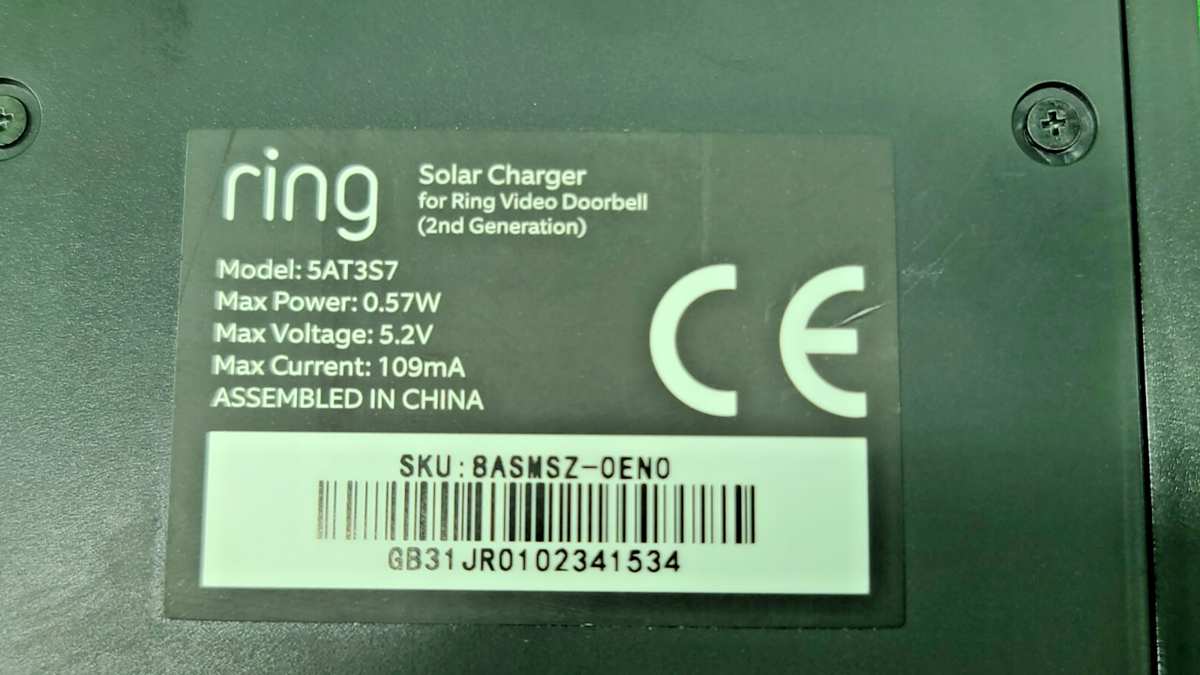 ring
Solar Charger
for Ring Video Doorbell
(2nd Generation)
Model: 5AT3S7
Max Power: 0.57W
Max Voltage: 5.2V
Max Current: 109mA
ASSEMBLED IN CHINA
CE
SKU:8ASMSZ-0EN0
GB31JR0102341534